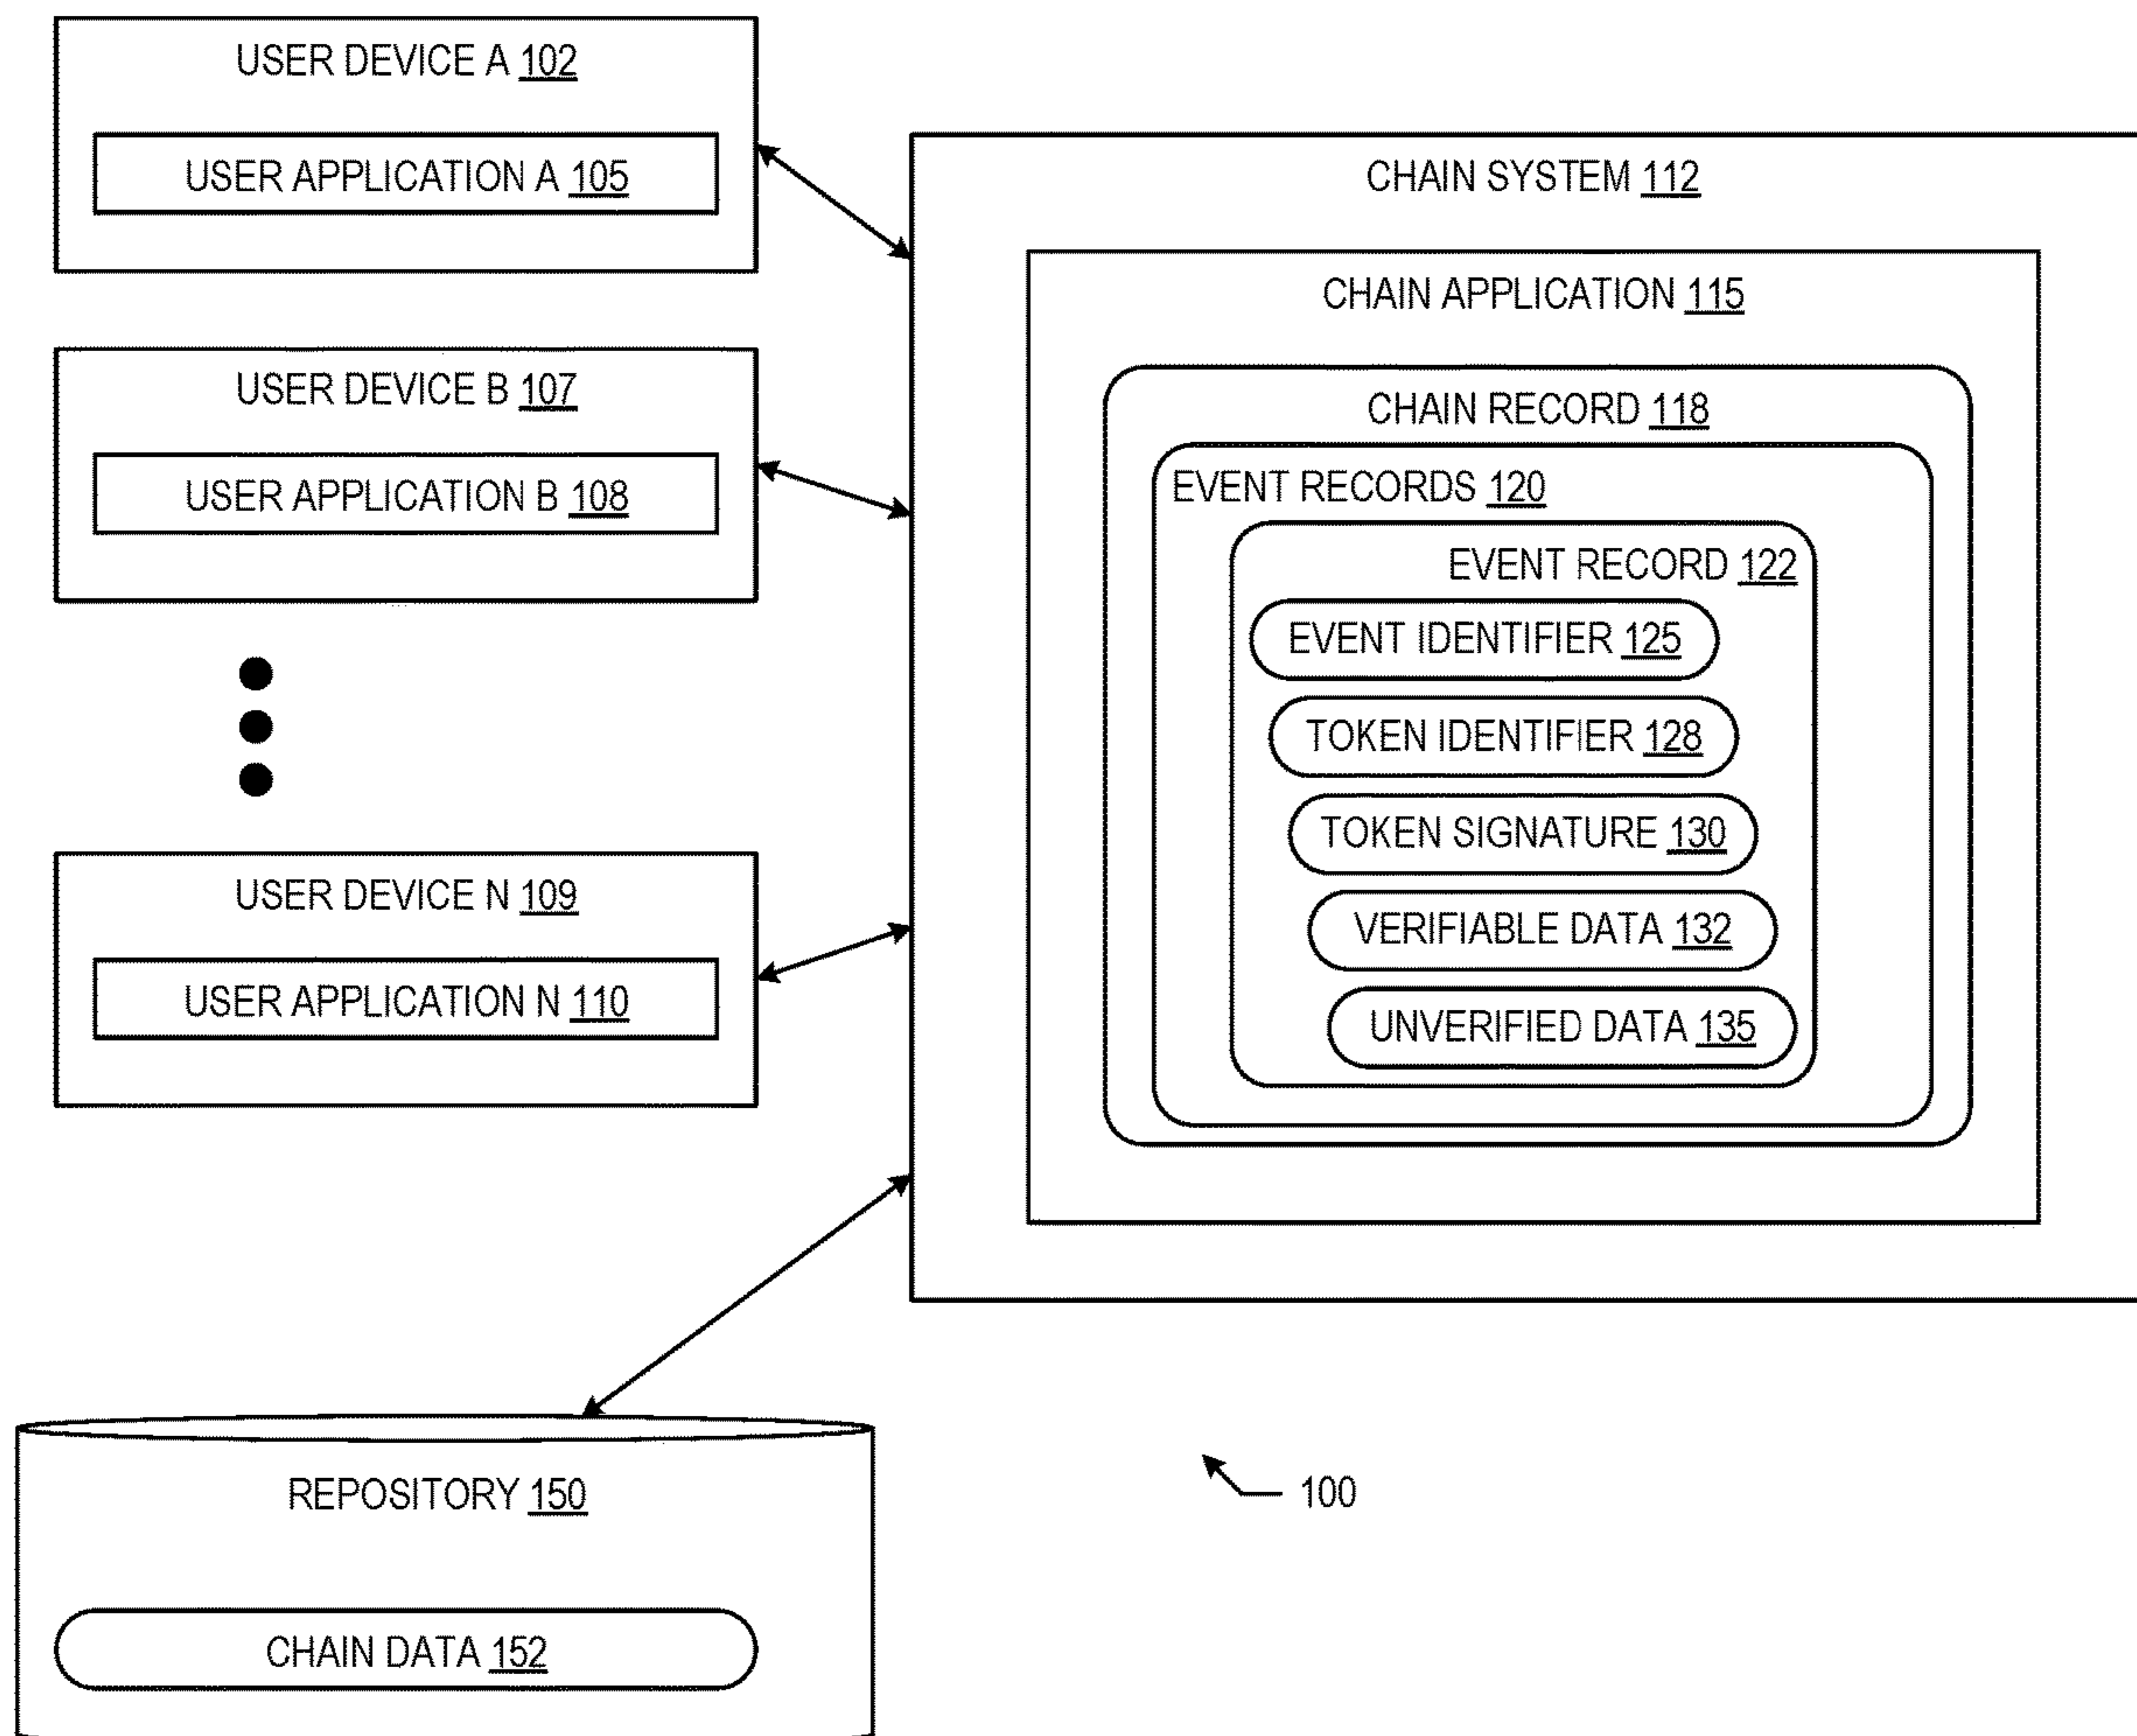 USER DEVICE A 102
USER APPLICATION A 105
USER DEVICE B 107
USER APPLICATION B 108
USER DEVICE N 109
USER APPLICATION N 110
CHAIN SYSTEM 112
CHAIN APPLICATION 115
CHAIN RECORD 118
EVENT RECORDS 120
EVENT RECORD 122
EVENT IDENTIFIER 125
TOKEN IDENTIFIER 128
TOKEN SIGNATURE 130
VERIFIABLE DATA 132
UNVERIFIED DATA 135
REPOSITORY 150
CHAIN DATA 152
100